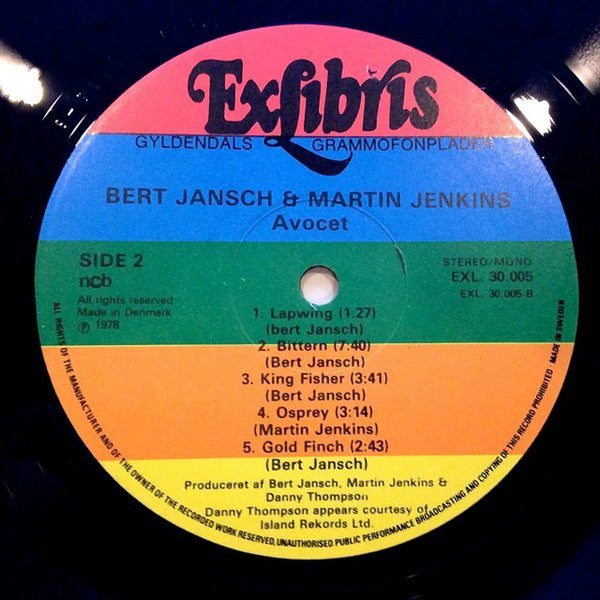 ExLibris
GYLDENDALS GRAMMOFONPLADER
BERT JANSCH & MARTIN JENKINS
Avocet
SIDE 2
ncb
All rights reserved
Made in Denmark
℗ 1978
STEREO/MONO
EXL. 30.005
EXL. 30.005-B
1. Lapwing (1:27)
(bert Jansch)
2. Bittern (7:40)
(Bert Jansch)
3. King Fisher (3:41)
(Bert Jansch)
4. Osprey (3:14)
(Martin Jenkins)
5. Gold Finch (2:43)
(Bert Jansch)
Produceret af Bert Jansch, Martin Jenkins &
Danny Thompson
Danny Thompson appears courtesy of
Island Rekords Ltd.
ALL RIGHTS OF THE MANUFACTURER AND OF THE OWNER OF THE RECORDED WORK RESERVED, UNAUTHORISED PUBLIC PERFORMANCE BROADCASTING AND COPYING OF THIS RECORD PROHIBITED · MADE IN SWEDEN